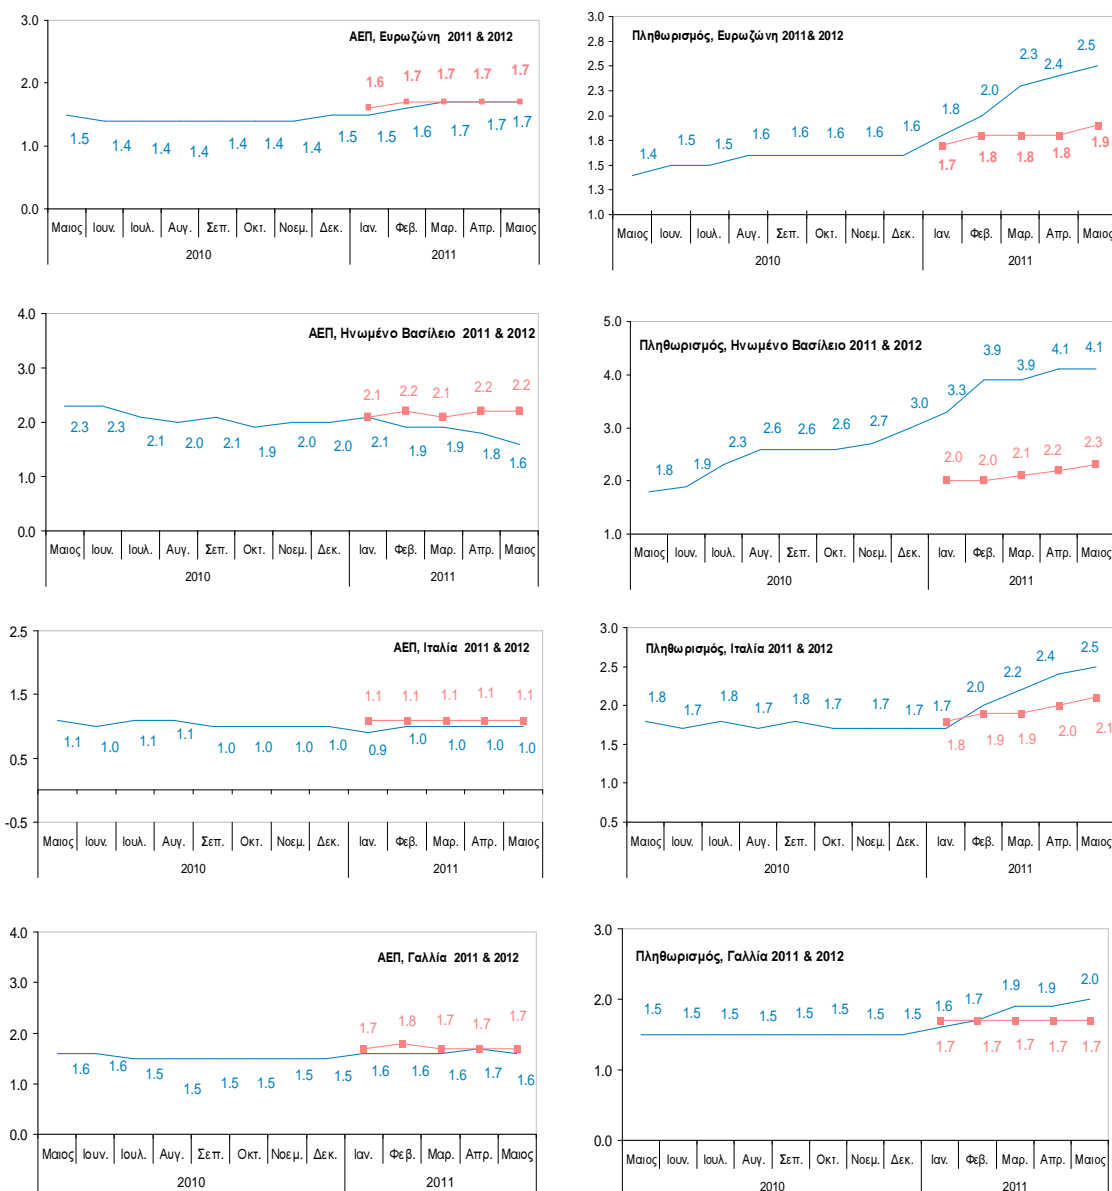 ΑΕΠ, Ευρωζώνη 2011 & 2012
3.0
2.0
1.0
0.0
1.6 1.7 1.7 1.7 1.7
1.5 1.4 1.4 1.4 1.4 1.4 1.4 1.5 1.5 1.6 1.7 1.7 1.7
Μαιος Ιουν. Ιουλ. Αυγ. Σεπ. Οκτ. Νοεμ. Δεκ. Ιαν. Φεβ. Μαρ. Απρ. Μαιος
2010 2011
Πληθωρισμός, Ευρωζώνη 2011& 2012
3.0
2.8
2.5
2.3
2.0
1.8
1.5
1.3
1.0
1.4 1.5 1.5 1.6 1.6 1.6 1.6 1.6 1.8 2.0 2.3 2.4 2.5
1.7 1.8 1.8 1.8 1.9
Μαιος Ιουν. Ιουλ. Αυγ. Σεπ. Οκτ. Νοεμ. Δεκ. Ιαν. Φεβ. Μαρ. Απρ. Μαιος
2010 2011
ΑΕΠ, Ηνωμένο Βασίλειο 2011 & 2012
4.0
3.0
2.0
1.0
0.0
2.1 2.2 2.1 2.2 2.2
2.3 2.3 2.1 2.0 2.1 1.9 2.0 2.0 2.1 1.9 1.9 1.8 1.6
Μαιος Ιουν. Ιουλ. Αυγ. Σεπ. Οκτ. Νοεμ. Δεκ. Ιαν. Φεβ. Μαρ. Απρ. Μαιος
2010 2011
Πληθωρισμός, Ηνωμένο Βασίλειο 2011 & 2012
5.0
4.0
3.0
2.0
1.0
1.8 1.9 2.3 2.6 2.6 2.6 2.7 3.0 3.3 3.9 3.9 4.1 4.1
2.0 2.0 2.1 2.2 2.3
Μαιος Ιουν. Ιουλ. Αυγ. Σεπ. Οκτ. Νοεμ. Δεκ. Ιαν. Φεβ. Μαρ. Απρ. Μαιος
2010 2011
ΑΕΠ, Ιταλία 2011 & 2012
2.5
1.5
0.5
-0.5
1.1 1.1 1.1 1.1 1.1
1.1 1.0 1.1 1.1 1.0 1.0 1.0 1.0 0.9 1.0 1.0 1.0 1.0
Μαιος Ιουν. Ιουλ. Αυγ. Σεπ. Οκτ. Νοεμ. Δεκ. Ιαν. Φεβ. Μαρ. Απρ. Μαιος
2010 2011
Πληθωρισμός, Ιταλία 2011 & 2012
3.0
2.5
2.0
1.5
1.0
0.5
1.8 1.7 1.8 1.7 1.8 1.7 1.7 1.7 1.7 2.0 2.2 2.4 2.5
1.8 1.9 1.9 2.0 2.1
Μαιος Ιουν. Ιουλ. Αυγ. Σεπ. Οκτ. Νοεμ. Δεκ. Ιαν. Φεβ. Μαρ. Απρ. Μαιος
2010 2011
ΑΕΠ, Γαλλία 2011 & 2012
4.0
3.0
2.0
1.0
0.0
1.7 1.8 1.7 1.7 1.7
1.6 1.6 1.5 1.5 1.5 1.5 1.5 1.5 1.6 1.6 1.6 1.7 1.6
Μαιος Ιουν. Ιουλ. Αυγ. Σεπ. Οκτ. Νοεμ. Δεκ. Ιαν. Φεβ. Μαρ. Απρ. Μαιος
2010 2011
Πληθωρισμός, Γαλλία 2011 & 2012
3.0
2.0
1.0
0.0
1.5 1.5 1.5 1.5 1.5 1.5 1.5 1.5 1.6 1.7 1.9 1.9 2.0
1.7 1.7 1.7 1.7 1.7
Μαιος Ιουν. Ιουλ. Αυγ. Σεπ. Οκτ. Νοεμ. Δεκ. Ιαν. Φεβ. Μαρ. Απρ. Μαιος
2010 2011